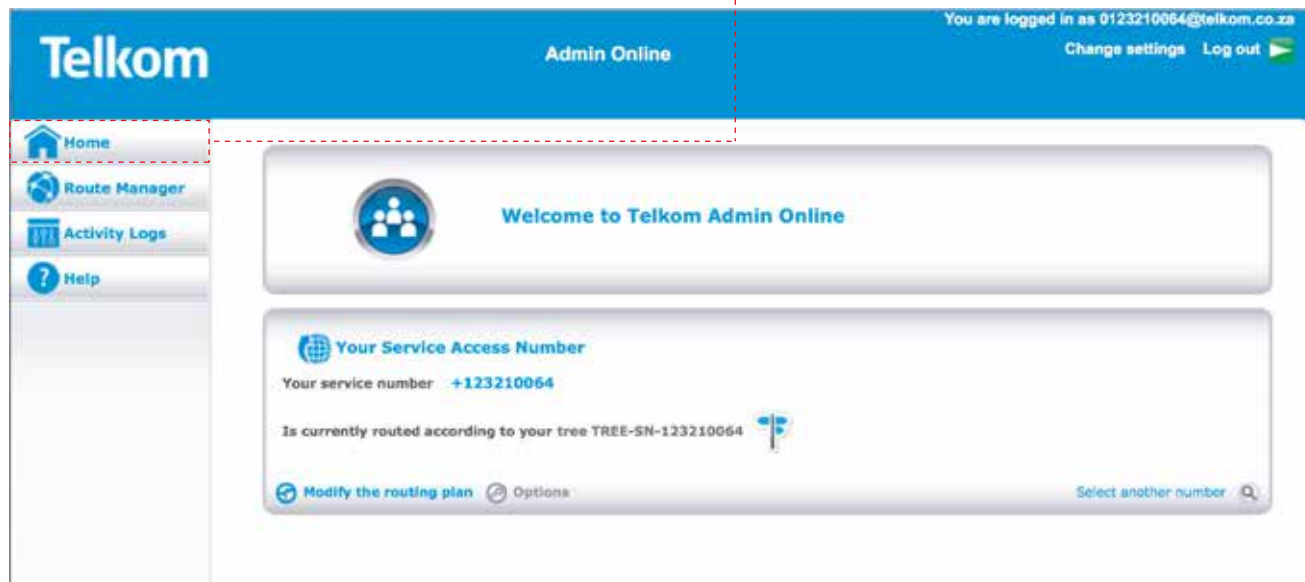 You are logged in as 0123210064@telkom.co.za
Telkom
Admin Online
Change settings Log out
Home
Route Manager
Activity Logs
Help
Welcome to Telkom Admin Online
Your Service Access Number
Your service number +123210064
Is currently routed according to your tree TREE-SN-123210064
Modify the routing plan Options
Select another number